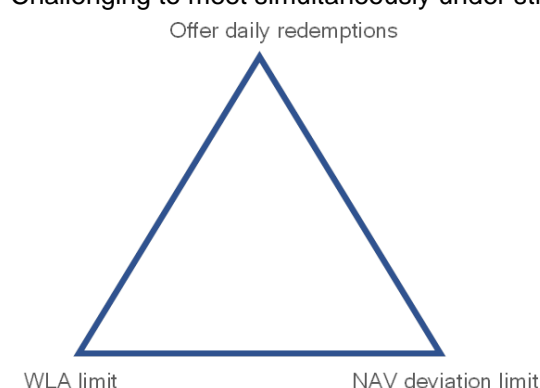 Challenging to meet simultaneously under
Offer daily redemptions
WLA limit
NAV deviation limit